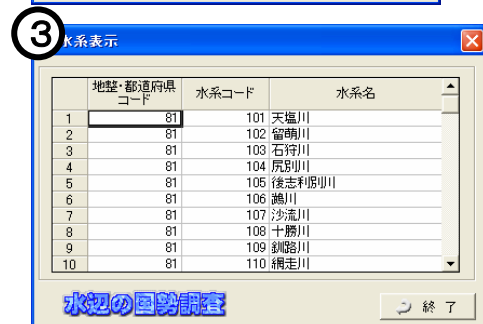 ③
水系表示
地整・都道府県コード 水系コード 水系名
1 81 101 天塩川
2 81 102 留萌川
3 81 103 石狩川
4 81 104 尻別川
5 81 105 後志利別川
6 81 106 鵡川
7 81 107 沙流川
8 81 108 十勝川
9 81 109 釧路川
10 81 110 網走川
水辺の国勢調査
終了